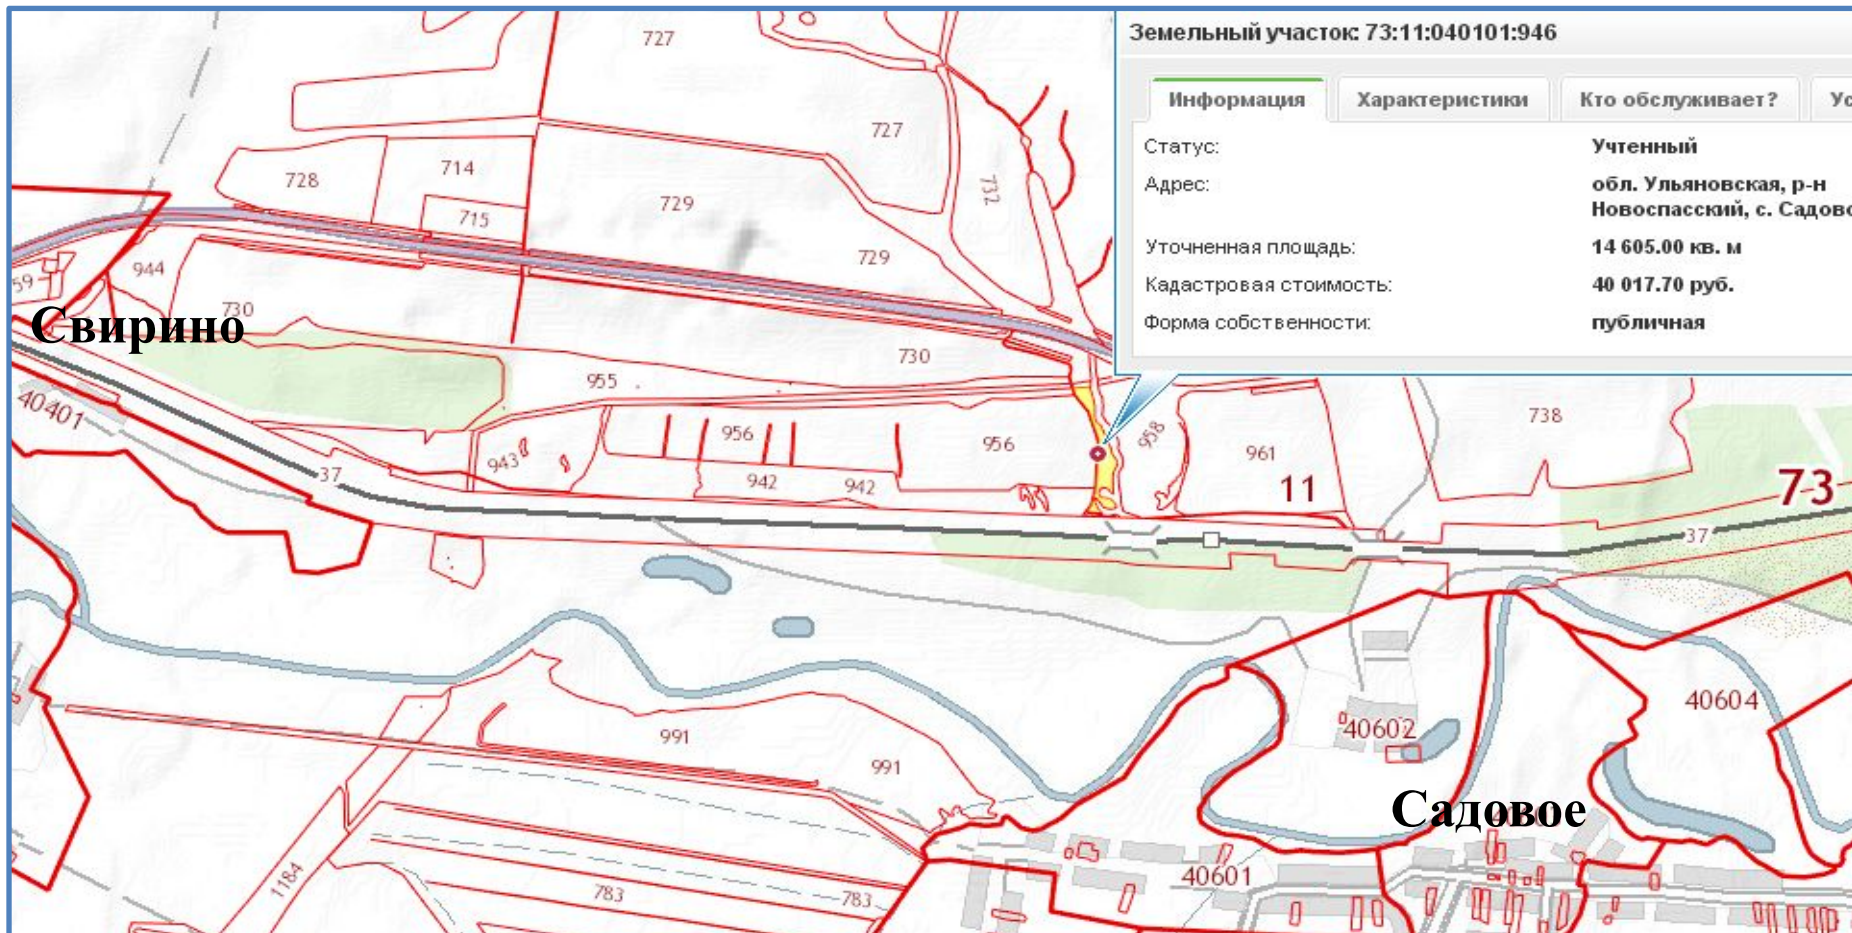 Земельный участок: 73:11:040101:946
Информация
Характеристики
Кто обслуживает?
Ус
Статус:
Учтенный
Адрес:
обл. Ульяновская, р-н
Новоспасский, с. Садово
Уточненная площадь:
14 605.00 кв. м
Кадастровая стоимость:
40 017.70 руб.
Форма собственности:
публичная
727
727
728
714
715
729
732
729
944
59
730
Свирино
730
955
738
40401
956
956
958
961
943
942
942
11
73
37
37
40604
991
40602
991
Садовое
1184
783
783
40601